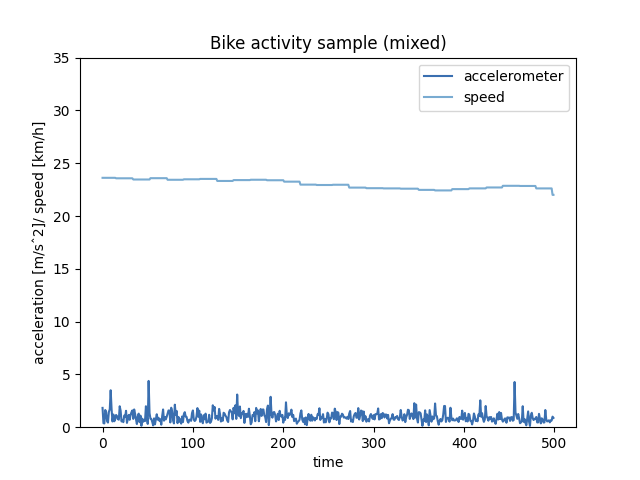 Bike activity sample (mixed)
accelerometer
speed
acceleration [m/s^2]/ speed [km/h]
35
30
25
20
15
10
5
0
0 100 200 300 400 500
time